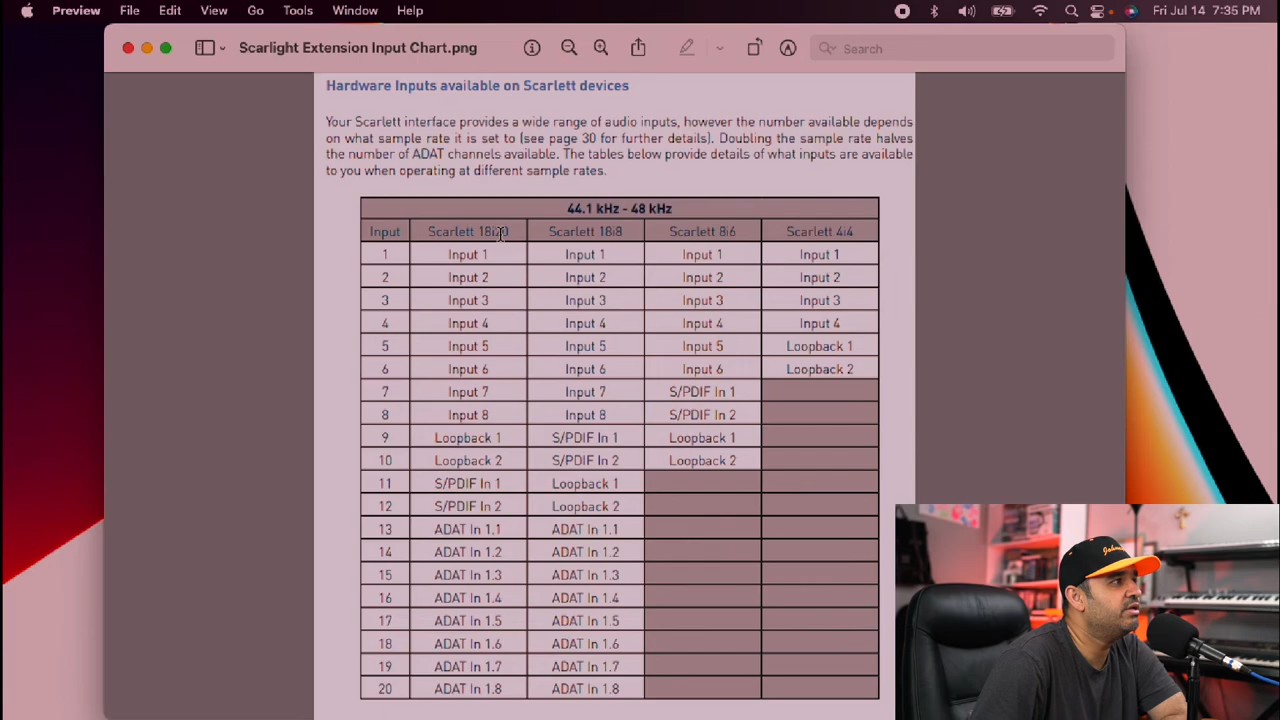 Preview File Edit View Go Tools Window Help Fri Jul 14 7:35 PM
Scarlight Extension Input Chart.png Search
Hardware Inputs available on Scarlett devices
Your Scarlett interface provides a wide range of audio inputs, however the number available depends
on what sample rate it is set to (see page 30 for further details). Doubling the sample rate halves
the number of ADAT channels available. The tables below provide details of what inputs are available
to you when operating at different sample rates.
44.1 kHz - 48 kHz
Input Scarlett 18i20 Scarlett 18i8 Scarlett 8i6 Scarlett 4i4
1 Input 1 Input 1 Input 1 Input 1
2 Input 2 Input 2 Input 2 Input 2
3 Input 3 Input 3 Input 3 Input 3
4 Input 4 Input 4 Input 4 Input 4
5 Input 5 Input 5 Input 5 Loopback 1
6 Input 6 Input 6 Input 6 Loopback 2
7 Input 7 Input 7 S/PDIF In 1
8 Input 8 Input 8 S/PDIF In 2
9 Loopback 1 S/PDIF In 1 Loopback 1
10 Loopback 2 S/PDIF In 2 Loopback 2
11 S/PDIF In 1 Loopback 1
12 S/PDIF In 2 Loopback 2
13 ADAT In 1.1 ADAT In 1.1
14 ADAT In 1.2 ADAT In 1.2
15 ADAT In 1.3 ADAT In 1.3
16 ADAT In 1.4 ADAT In 1.4
17 ADAT In 1.5 ADAT In 1.5
18 ADAT In 1.6 ADAT In 1.6
19 ADAT In 1.7 ADAT In 1.7
20 ADAT In 1.8 ADAT In 1.8